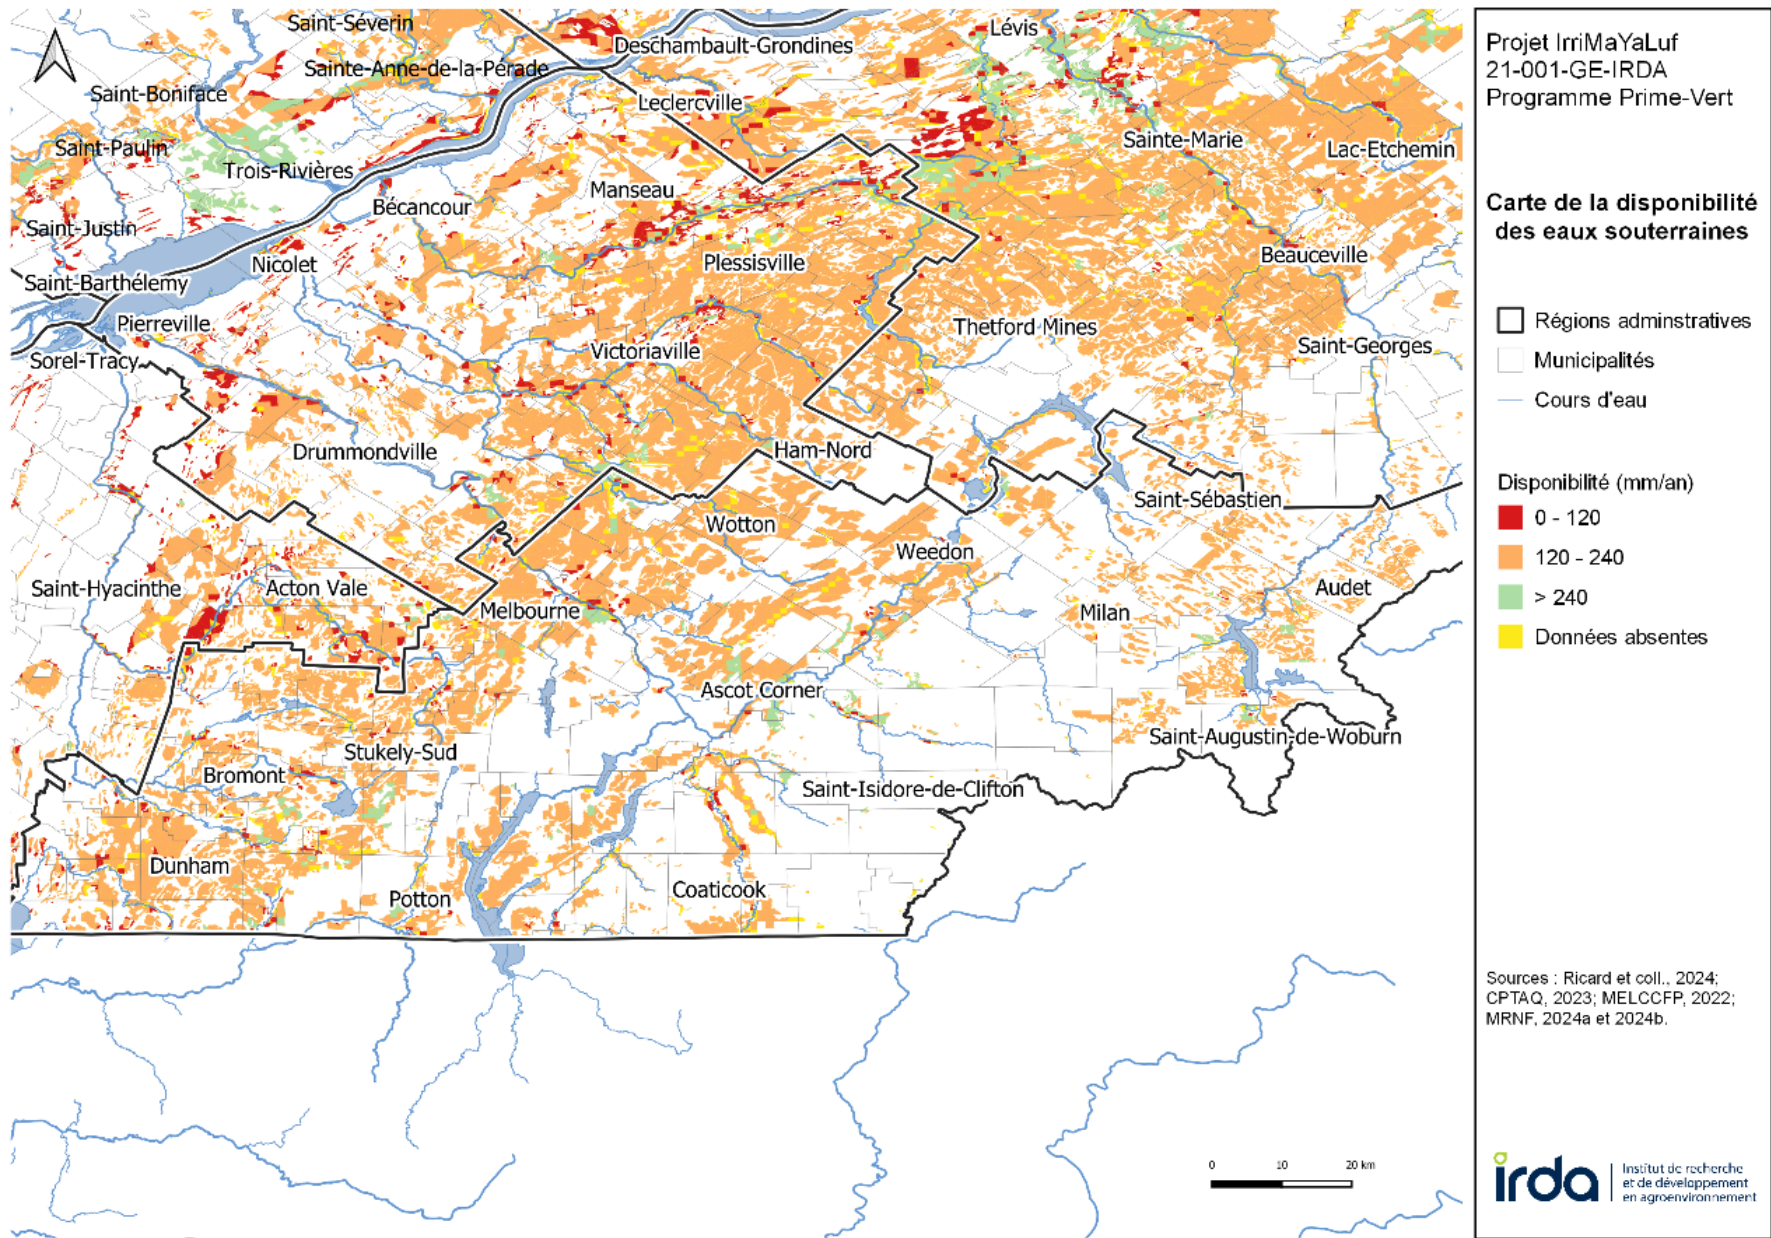 Saint-Séverin
Deschambault-Grondines
Lévis
Sainte-Anne-de-la-Pérade
Saint-Boniface
Leclercville
Saint-Paulin
Sainte-Marie
Lac-Etchemin
Trois-Rivières
Manseau
Bécancour
Saint-Justin
Nicolet
Plessisville
Beauceville
Saint-Barthélemy
Pierreville
Thetford Mines
Sorel-Tracy
Victoriaville
Saint-Georges
Drummondville
Ham-Nord
Saint-Sébastien
Wotton
Weedon
Saint-Hyacinthe
Acton Vale
Audet
Melbourne
Milan
Ascot Corner
Stukely-Sud
Saint-Augustin-de-Woburn
Bromont
Saint-Isidore-de-Clifton
Dunham
Potton
Coaticook
0 10 20 km
Projet IrriMaYaLuf
21-001-GE-IRDA
Programme Prime-Vert
Carte de la disponibilité
des eaux souterraines
Régions adminstratives
Municipalités
Cours d'eau
Disponibilité (mm/an)
0 - 120
120 - 240
> 240
Données absentes
Sources : Ricard et coll., 2024;
CPTAQ, 2023; MELCCFP, 2022;
MRNF, 2024a et 2024b.
irda
Institut de recherche
et de développement
en agroenvironnement